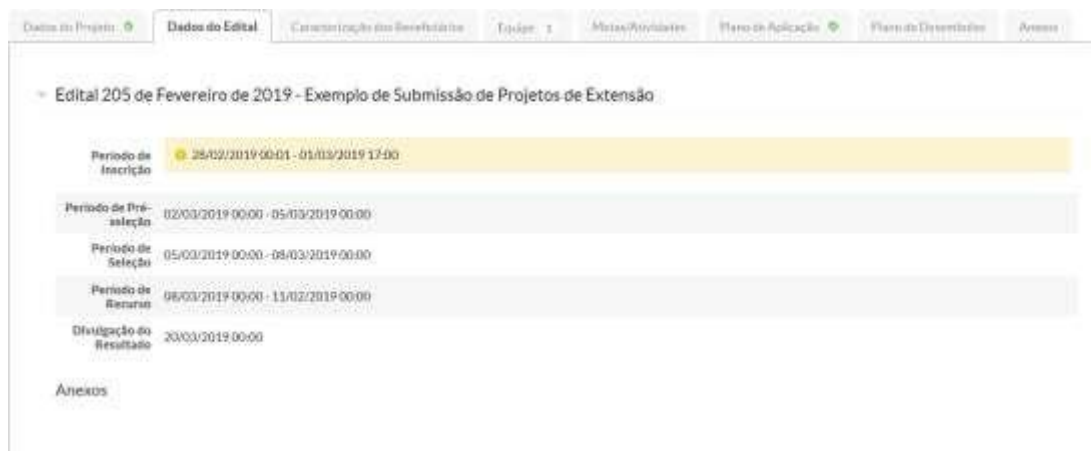 Dados do Projeto Dados do Edital Caracterização dos Beneficiários Equipe 1 Metas/Atividades Plano de Aplicação Plano de Desembolso Anexos
Edital 205 de Fevereiro de 2019 - Exemplo de Submissão de Projetos de Extensão
Período de
Inscrição
28/02/2019 00:01 - 01/03/2019 17:00
Período de Pré-
seleção
02/03/2019 00:00 - 05/03/2019 00:00
Período de
Seleção
05/03/2019 00:00 - 08/03/2019 00:00
Período de
Recurso
08/03/2019 00:00 - 11/02/2019 00:00
Divulgação do
Resultado
20/03/2019 00:00
Anexos